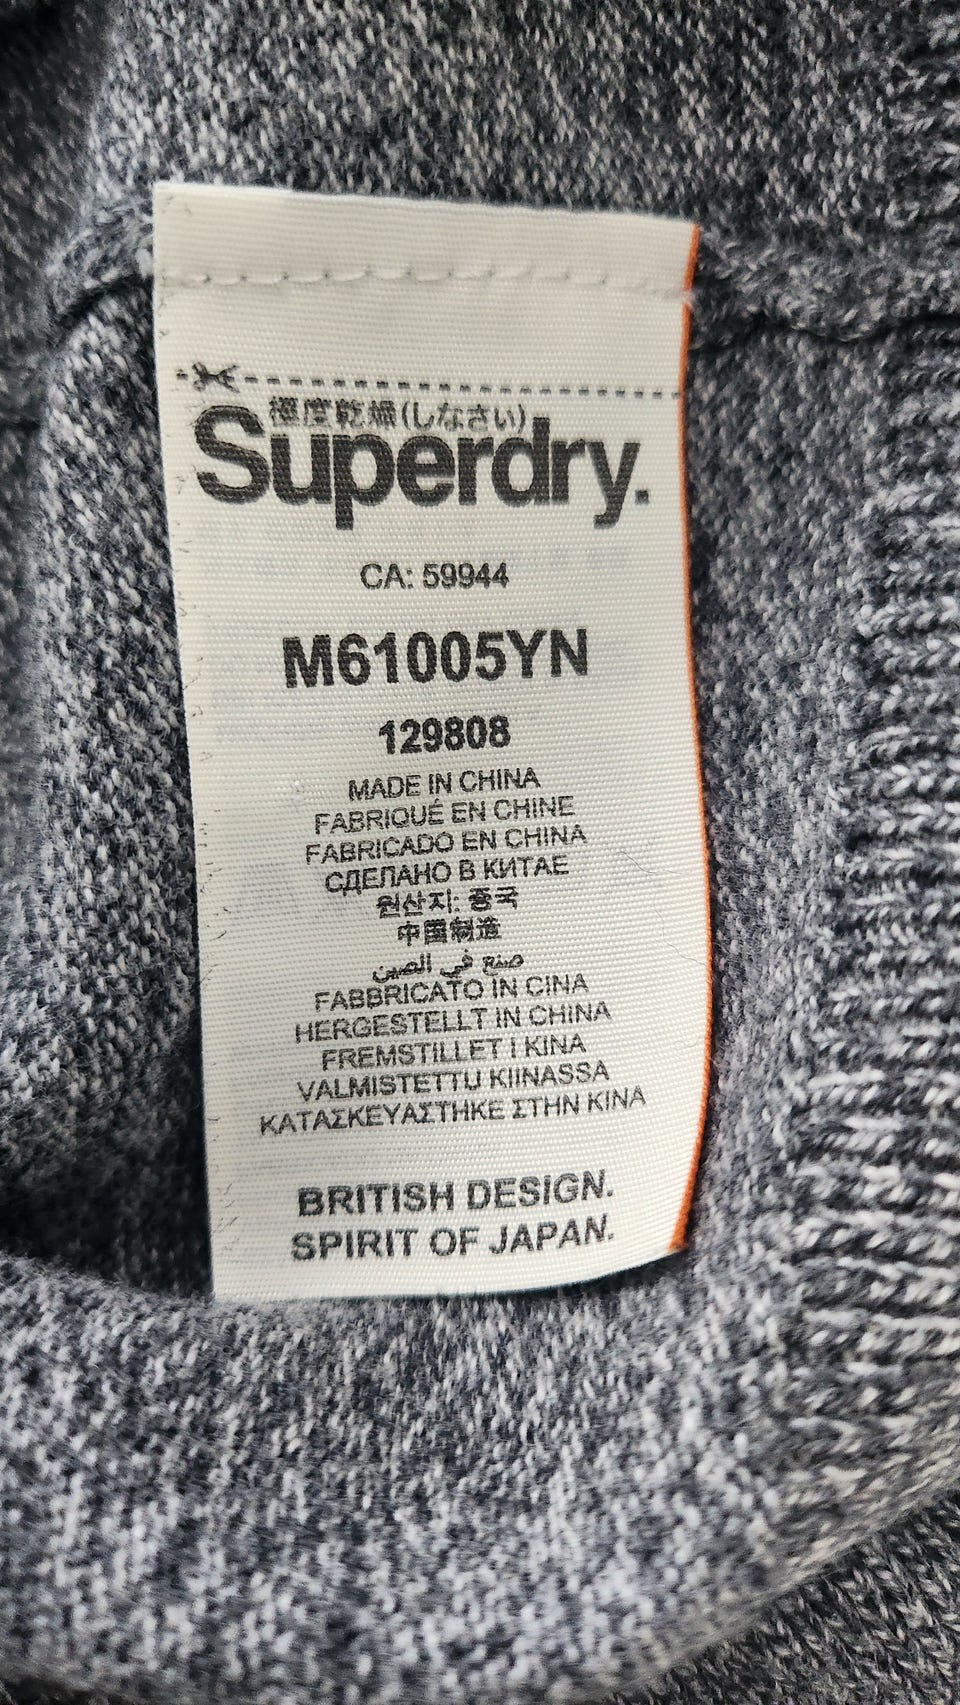 極度乾燥(しなさい)
Superdry.
CA: 59944
M61005YN
129808
MADE IN CHINA
FABRIQUÉ EN CHINE
FABRICADO EN CHINA
СДЕЛАНО В КИТАЕ
원산지: 중국
中国制造
صنع في الصين
FABBRICATO IN CINA
HERGESTELLT IN CHINA
FREMSTILLET I KINA
VALMISTETTU KIINASSA
ΚΑΤΑΣΚΕΥΑΣΤΗΚΕ ΣΤΗΝ ΚΙΝΑ
BRITISH DESIGN.
SPIRIT OF JAPAN.